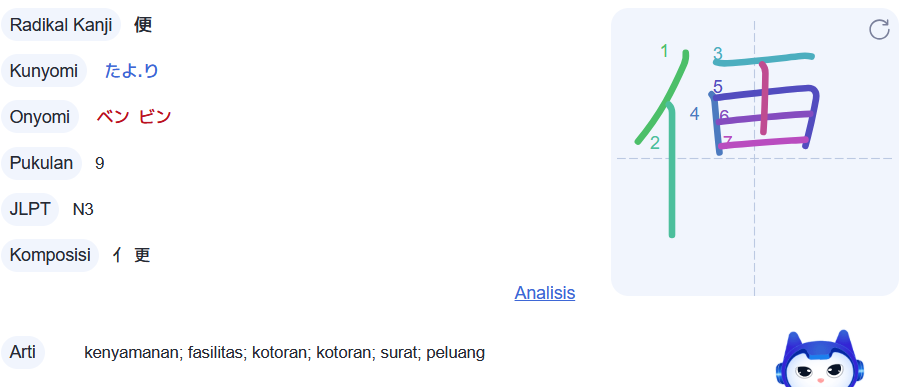 Radikal Kanji 便
Kunyomi たよ.り
Onyomi ベン ビン
Pukulan 9
JLPT N3
Komposisi 亻 更
Analisis
Arti kenyamanan; fasilitas; kotoran; kotoran; surat; peluang
1
3
5
4
6
2
7